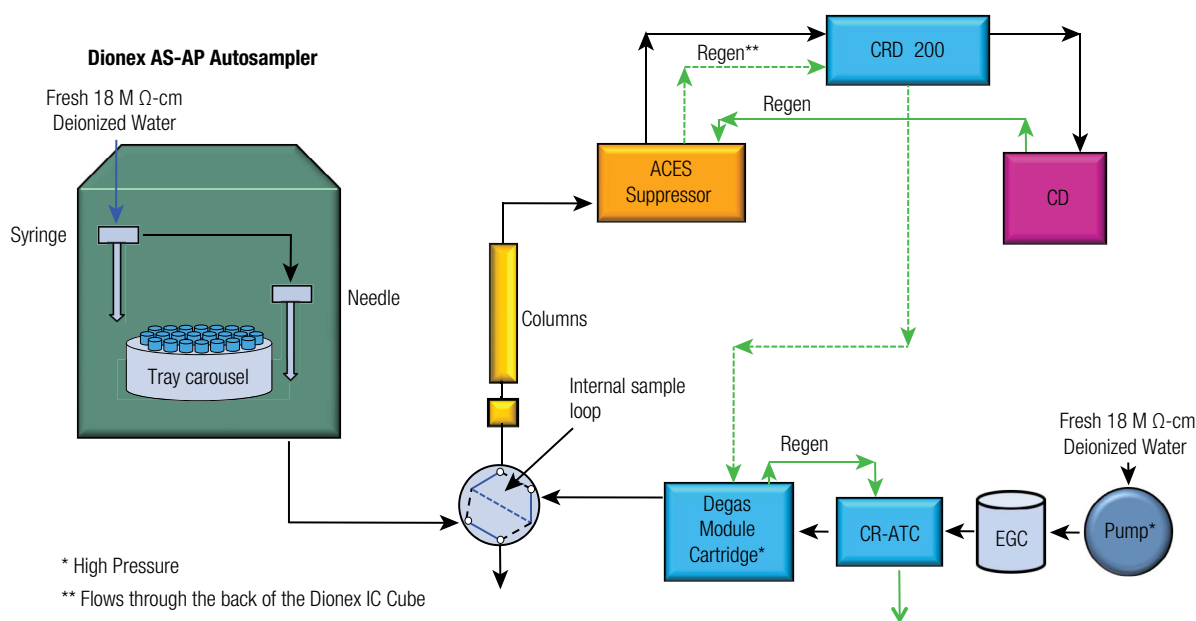 Dionex AS-AP Autosampler
Fresh 18 M Ω-cm
Deionized Water
Syringe
Needle
Tray carousel
Columns
Internal sample
loop
Regen**
CRD 200
Regen
ACES
Suppressor
CD
Fresh 18 M Ω-cm
Deionized Water
Regen
Degas
Module
Cartridge*
CR-ATC
EGC
Pump*
* High Pressure
** Flows through the back of the Dionex IC Cube